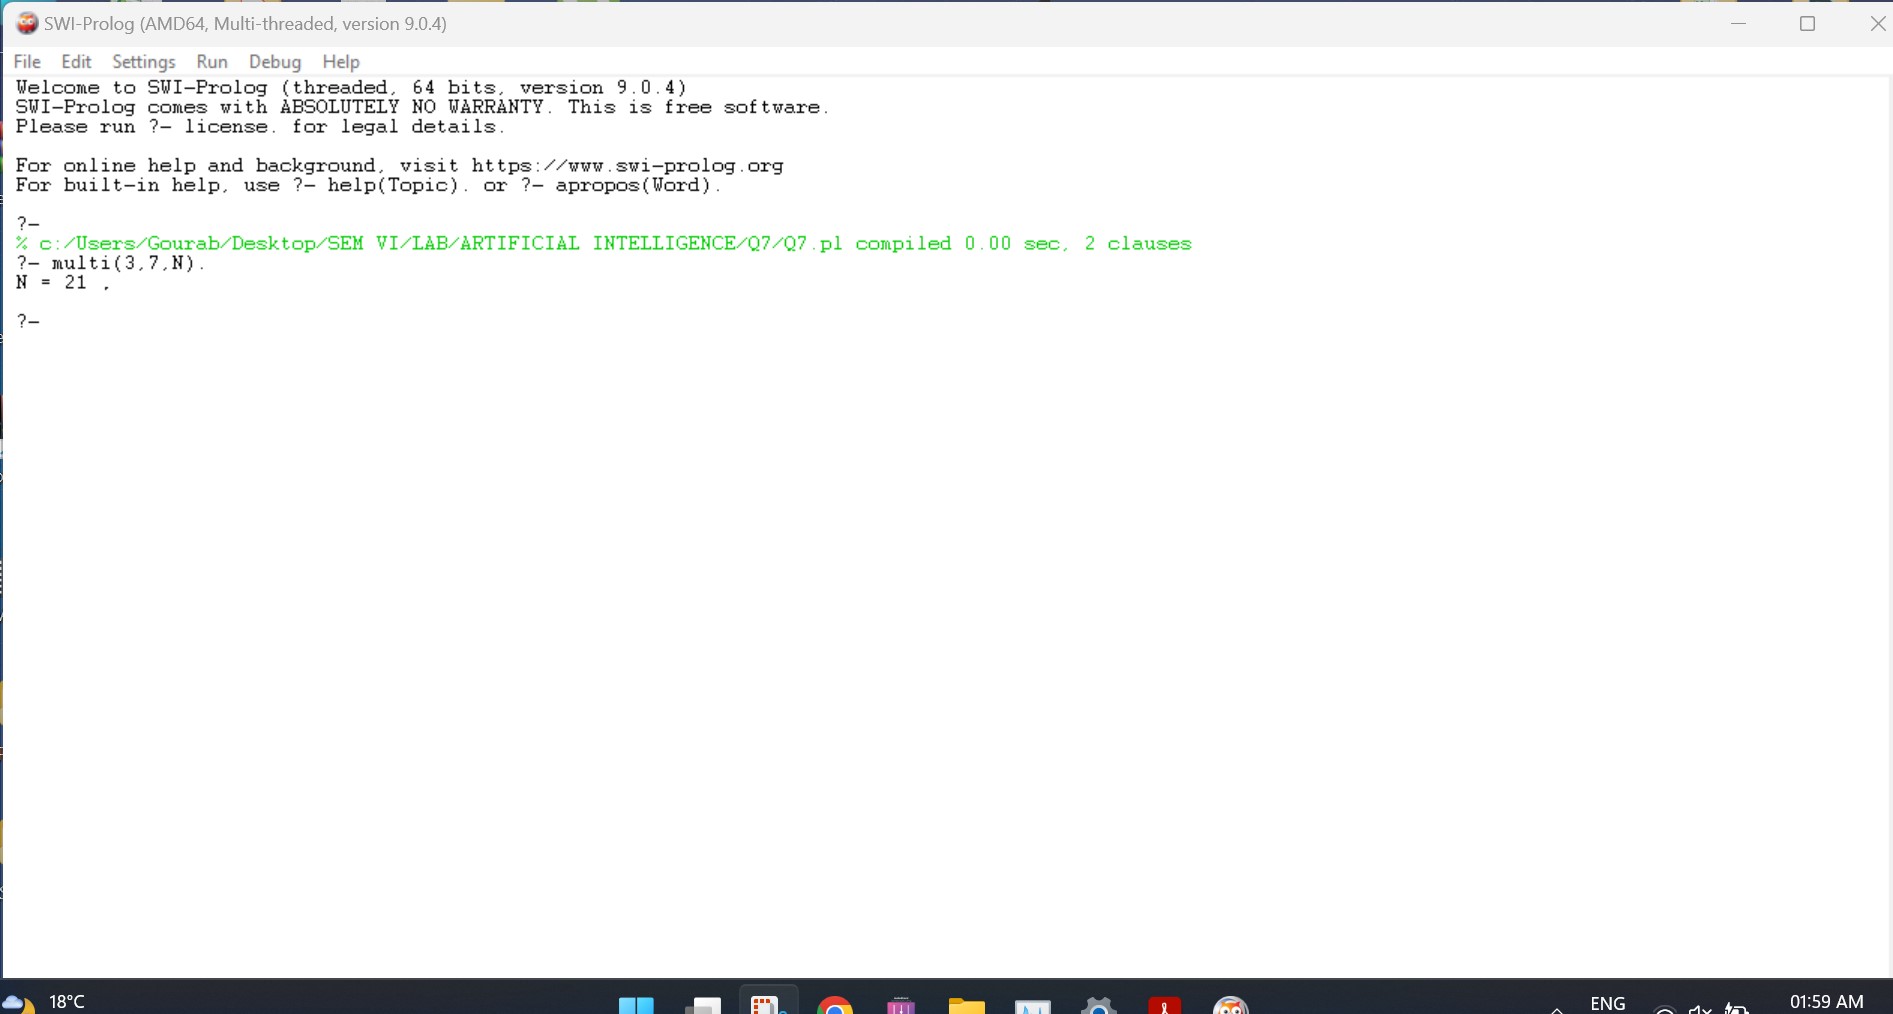 SWI-Prolog (AMD64, Multi-threaded, version 9.0.4)
File Edit Settings Run Debug Help
Welcome to SWI-Prolog (threaded, 64 bits, version 9.0.4)
SWI-Prolog comes with ABSOLUTELY NO WARRANTY. This is free software.
Please run ?- license. for legal details.
For online help and background, visit https://www.swi-prolog.org
For built-in help, use ?- help(Topic). or ?- apropos(Word).
?-
% c:/Users/Gourab/Desktop/SEM VI/LAB/ARTIFICIAL INTELLIGENCE/Q7/Q7.pl compiled 0.00 sec, 2 clauses
?- multi(3,7,N).
N = 21 .
?-
18°C
ENG
01:59 AM